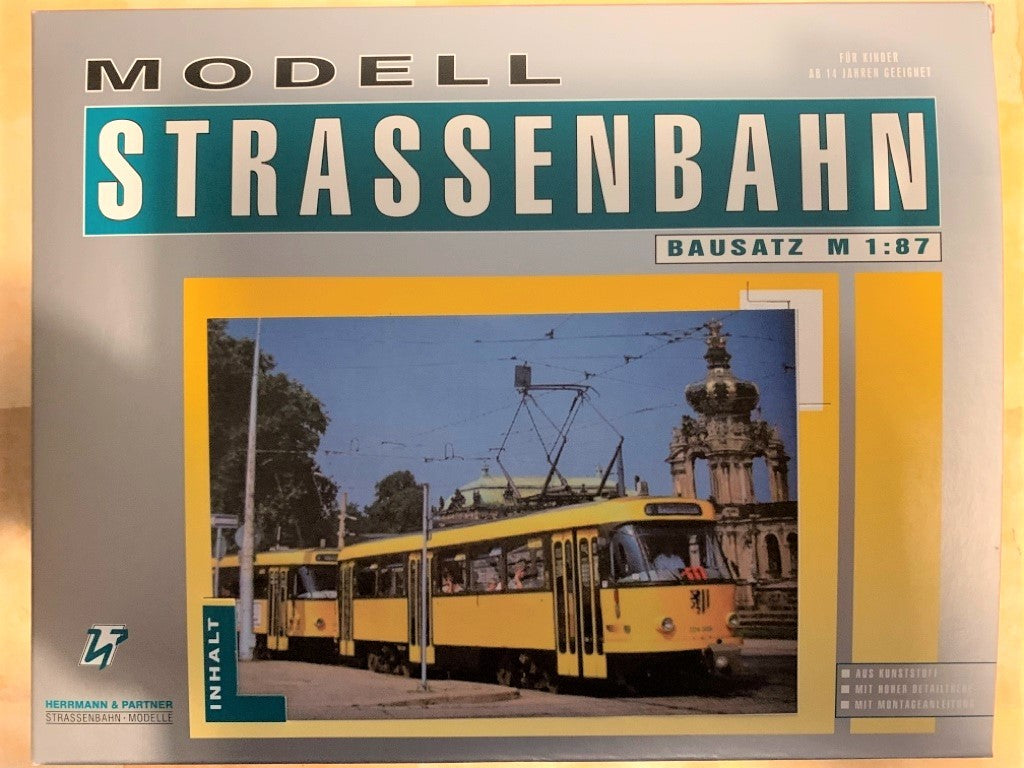 MODELL
FÜR KINDER
AB 14 JAHREN GEEIGNET
STRASSENBAHN
BAUSATZ M 1:87
INHALT
HERRMANN & PARTNER
STRASSENBAHN · MODELLE
AUS KUNSTSTOFF
MIT HOHER DETAILTREUE
MIT MONTAGEANLEITUNG